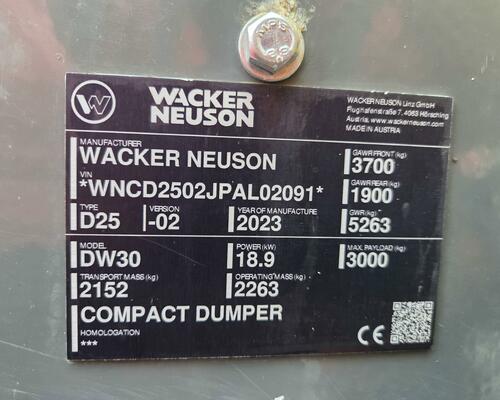 W
WACKER
NEUSON
WACKER NEUSON Linz GmbH
Flughafenstraße 7, 4063 Hörsching
Austria, www.wackerneuson.com
MADE IN AUSTRIA
MANUFACTURER
WACKER NEUSON
GAWR FRONT (kg)
3700
VIN
*WNCD2502JPAL02091*
GAWR REAR (kg)
1900
TYPE
D25
VERSION
-02
YEAR OF MANUFACTURE
2023
GWR (kg)
5263
MODEL
DW30
POWER (kW)
18.9
MAX. PAYLOAD (kg)
3000
TRANSPORT MASS (kg)
2152
OPERATING MASS (kg)
2263
COMPACT DUMPER
HOMOLOGATION
***
CE